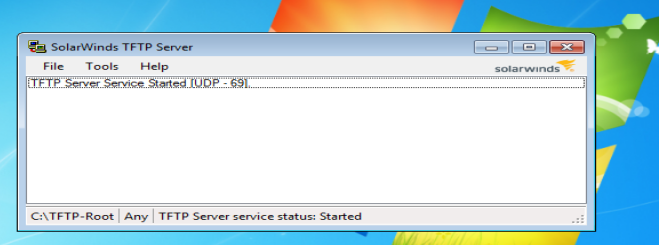 SolarWinds TFTP Server
File Tools Help
solarwinds
TFTP Server Service Started [UDP - 69].
C:\TFTP-Root Any TFTP Server service status: Started